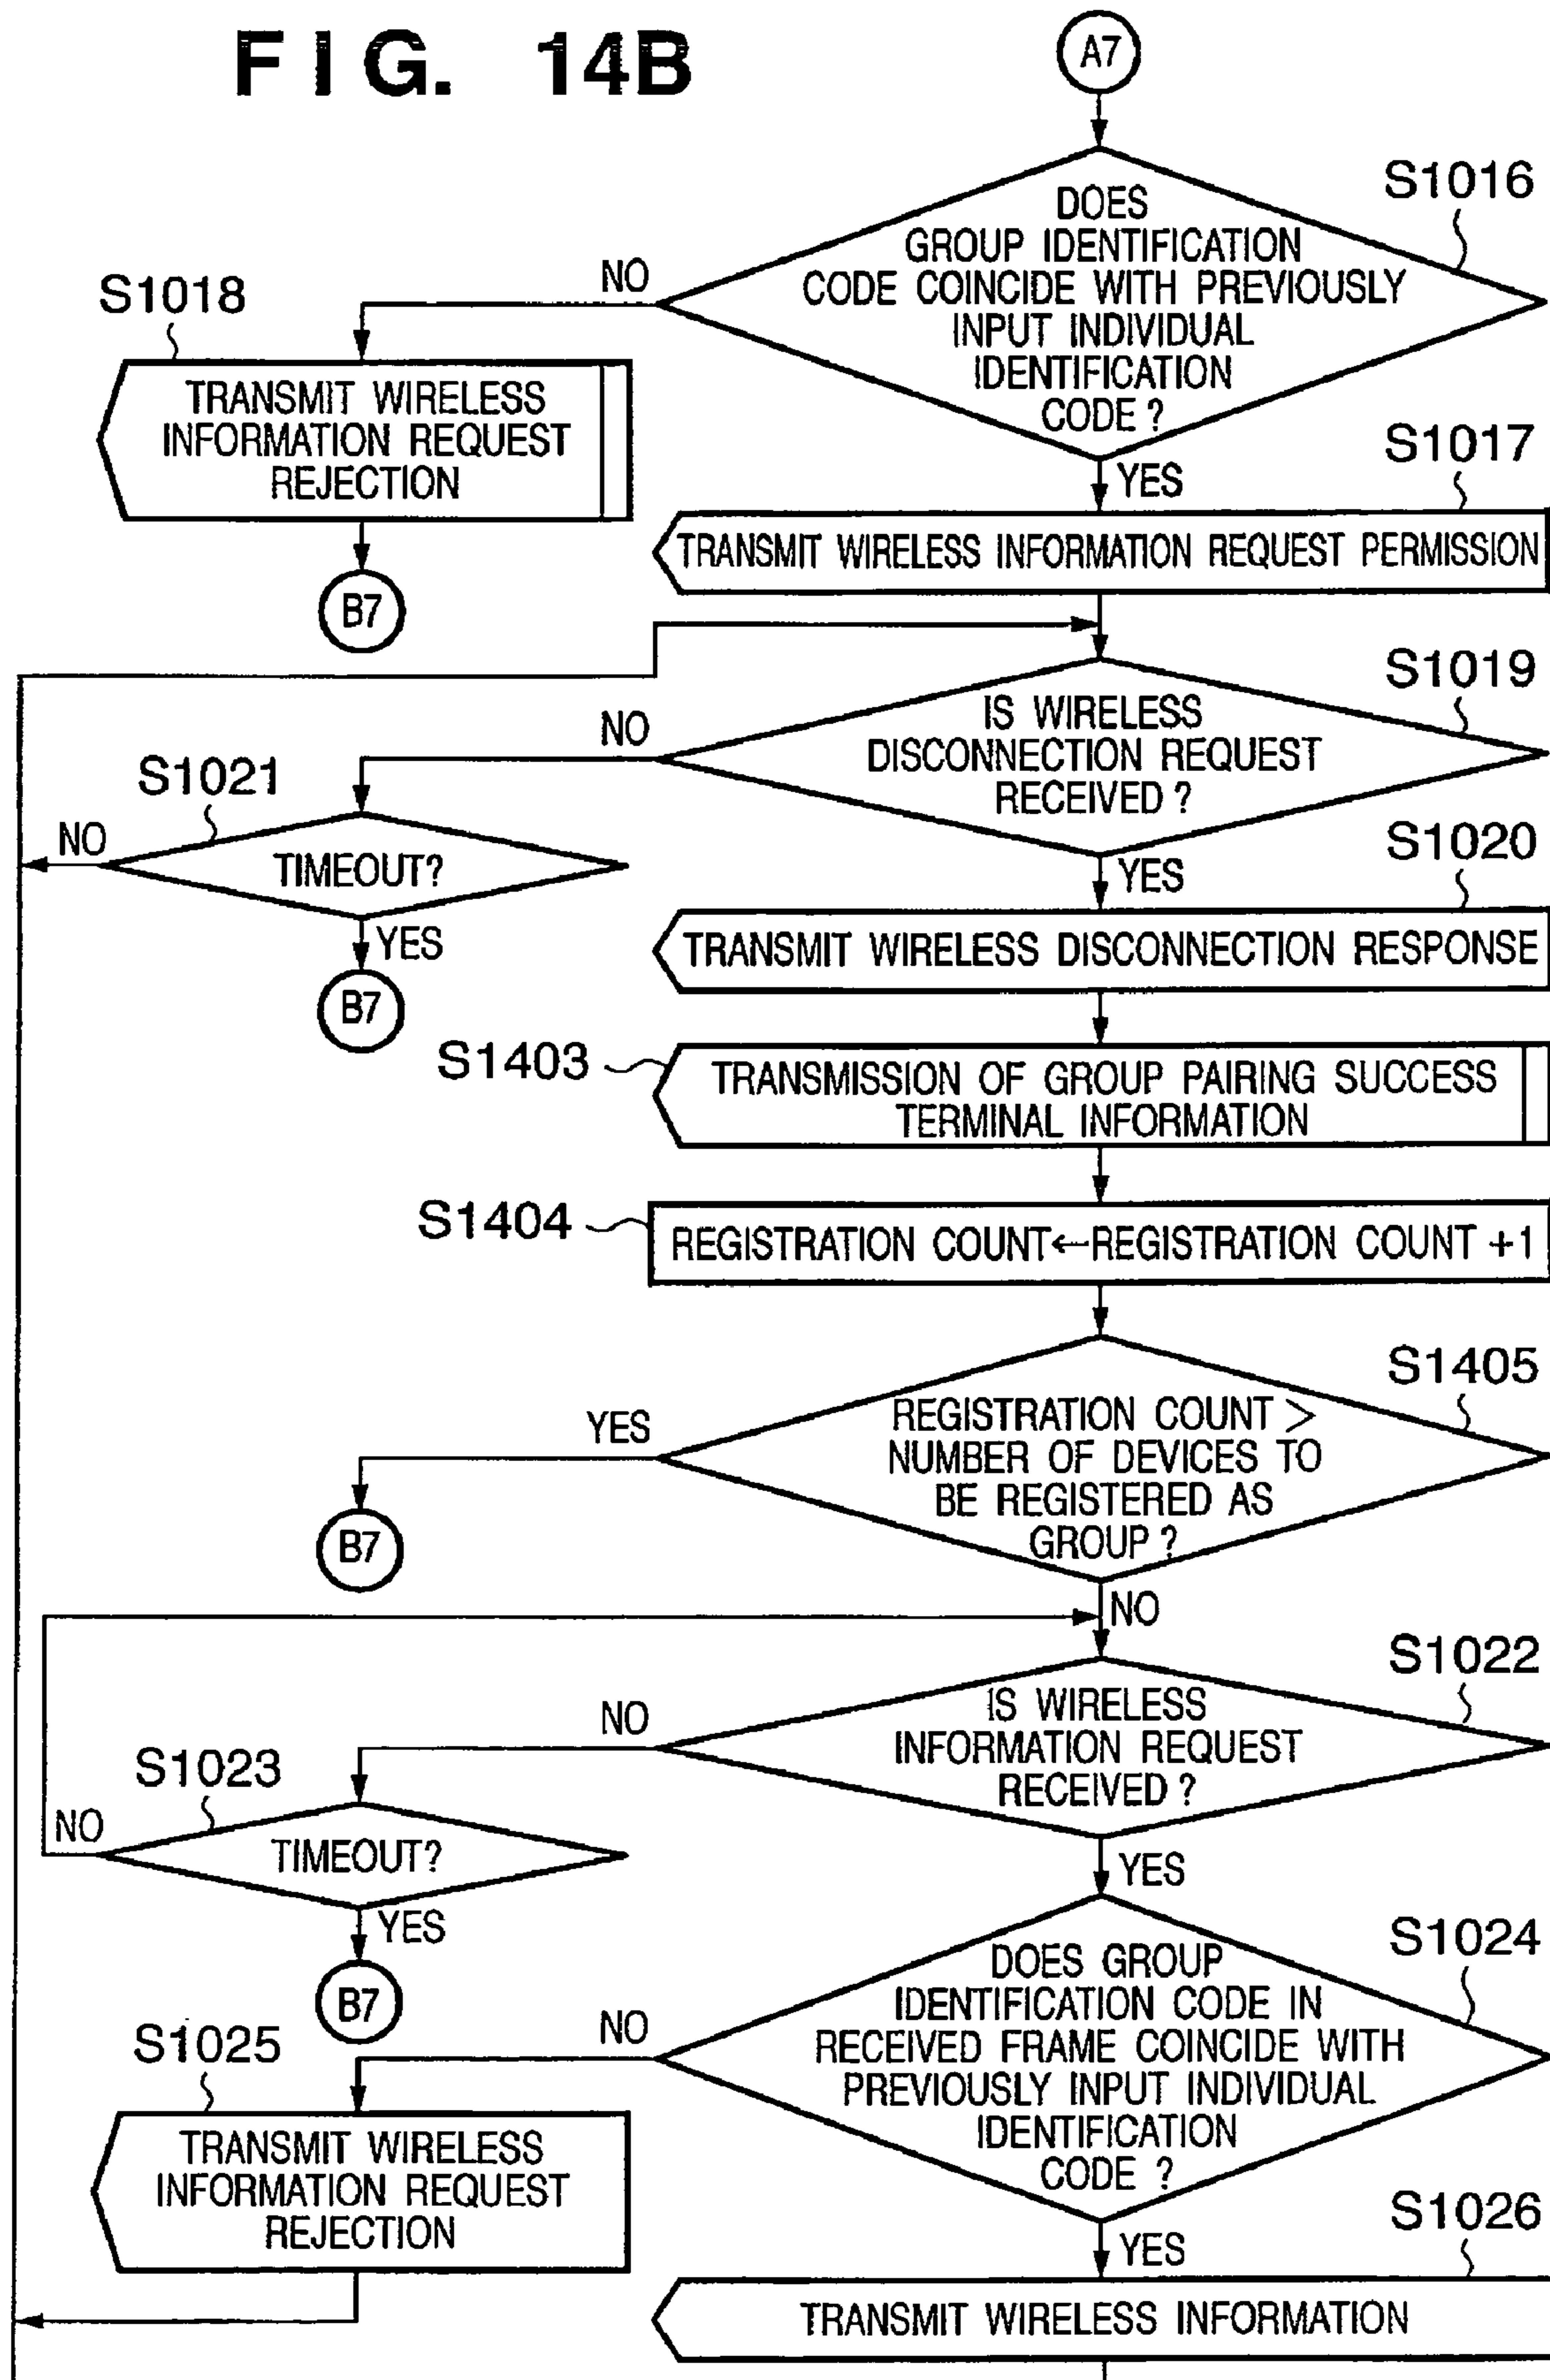 FIG. 14B
A7
S1016
DOES
GROUP IDENTIFICATION
CODE COINCIDE WITH PREVIOUSLY
INPUT INDIVIDUAL
IDENTIFICATION
CODE?
NO
S1018
TRANSMIT WIRELESS
INFORMATION REQUEST
REJECTION
B7
YES
S1017
TRANSMIT WIRELESS INFORMATION REQUEST PERMISSION
S1019
IS WIRELESS
DISCONNECTION REQUEST
RECEIVED?
NO
S1021
TIMEOUT?
NO
YES
B7
YES
S1020
TRANSMIT WIRELESS DISCONNECTION RESPONSE
S1403
TRANSMISSION OF GROUP PAIRING SUCCESS
TERMINAL INFORMATION
S1404
REGISTRATION COUNT←REGISTRATION COUNT +1
S1405
REGISTRATION COUNT >
NUMBER OF DEVICES TO
BE REGISTERED AS
GROUP?
YES
B7
NO
S1022
IS WIRELESS
INFORMATION REQUEST
RECEIVED?
NO
S1023
TIMEOUT?
NO
YES
B7
YES
S1024
DOES GROUP
IDENTIFICATION CODE IN
RECEIVED FRAME COINCIDE WITH
PREVIOUSLY INPUT INDIVIDUAL
IDENTIFICATION
CODE ?
NO
S1025
TRANSMIT WIRELESS
INFORMATION REQUEST
REJECTION
YES
S1026
TRANSMIT WIRELESS INFORMATION